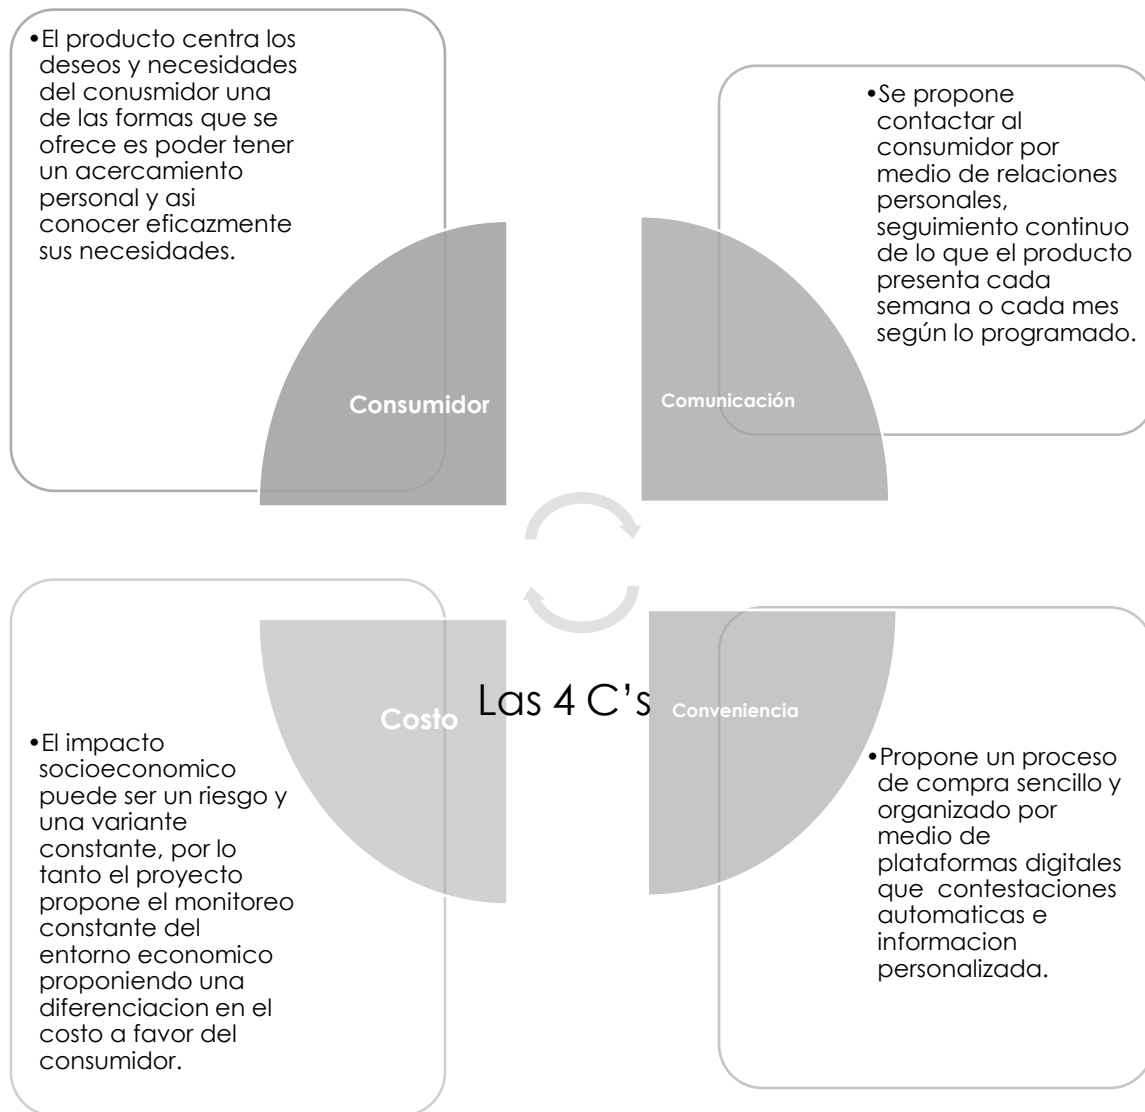 •El producto centra los
deseos y necesidades
del conusmidor una
de las formas que se
ofrece es poder tener
un acercamiento
personal y asi
conocer eficazmente
sus necesidades.
Consumidor
•Se propone
contactar al
consumidor por
medio de relaciones
personales,
seguimiento continuo
de lo que el producto
presenta cada
semana o cada mes
según lo programado.
Comunicación
Las 4 C’s
Costo
•El impacto
socioeconomico
puede ser un riesgo y
una variante
constante, por lo
tanto el proyecto
propone el monitoreo
constante del
entorno economico
proponiendo una
diferenciacion en el
costo a favor del
consumidor.
Conveniencia
•Propone un proceso
de compra sencillo y
organizado por
medio de
plataformas digitales
que  contestaciones
automaticas e
informacion
personalizada.